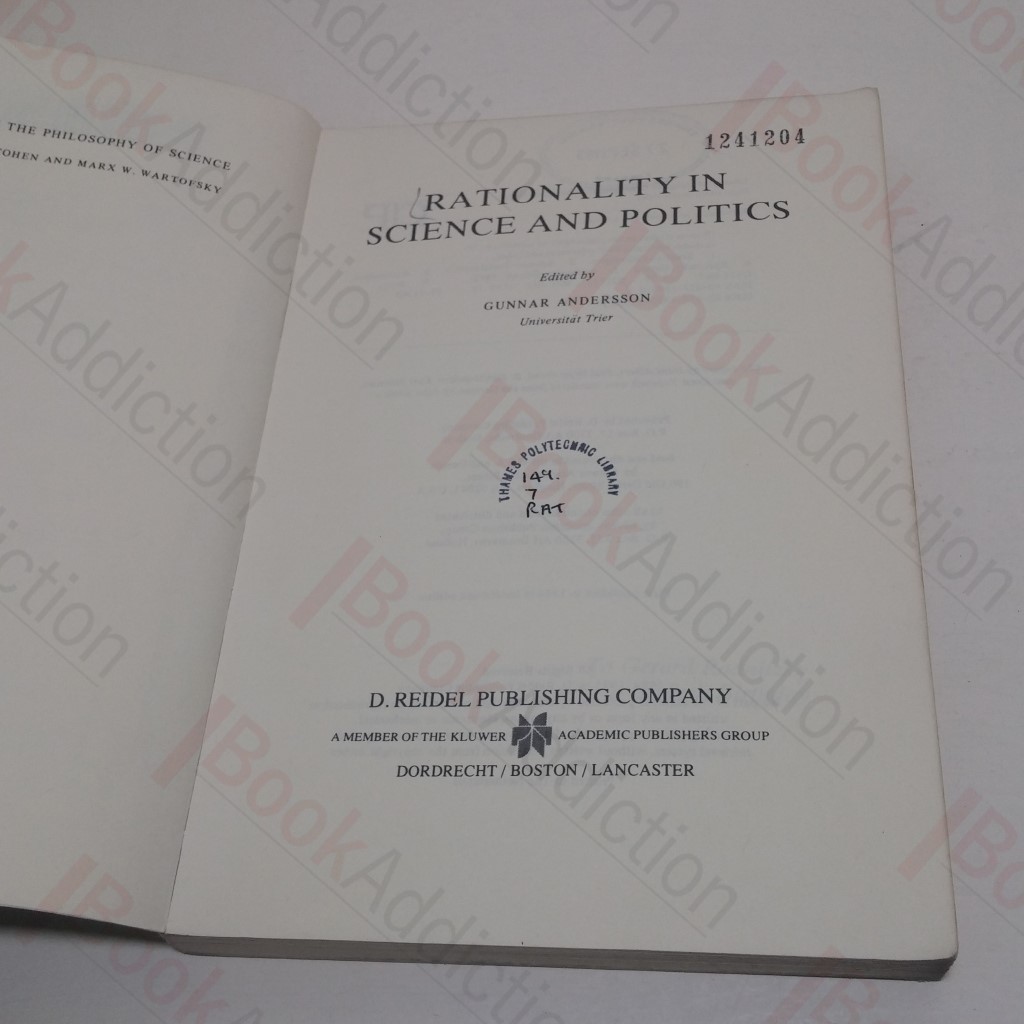 THE PHILOSOPHY OF SCIENCE
COHEN AND MARX W. WARTOFSKY
1241204
RATIONALITY IN
SCIENCE AND POLITICS
Edited by
GUNNAR ANDERSSON
Universität Trier
THAMES POLYTECHNIC LIBRARY
149.
7
RAT
D. REIDEL PUBLISHING COMPANY
A MEMBER OF THE KLUWER ACADEMIC PUBLISHERS GROUP
DORDRECHT / BOSTON / LANCASTER
BookAddiction